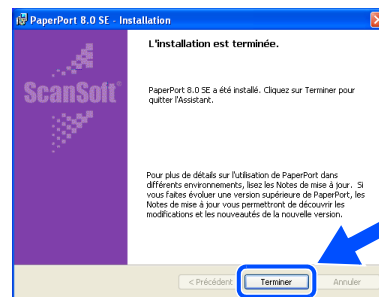 PaperPort 8.0 SE - Installation
L'installation est terminée.
ScanSoft®
PaperPort 8.0 SE a été installé. Cliquez sur Terminer pour
quitter l'Assistant.
Pour plus de détails sur l'utilisation de PaperPort dans
différents environnements, lisez les Notes de mise à jour. Si
vous faites évoluer une version supérieure de PaperPort, les
Notes de mise à jour vous permettront de découvrir les
modifications et les nouveautés de la nouvelle version.
< Précédent Terminer Annuler